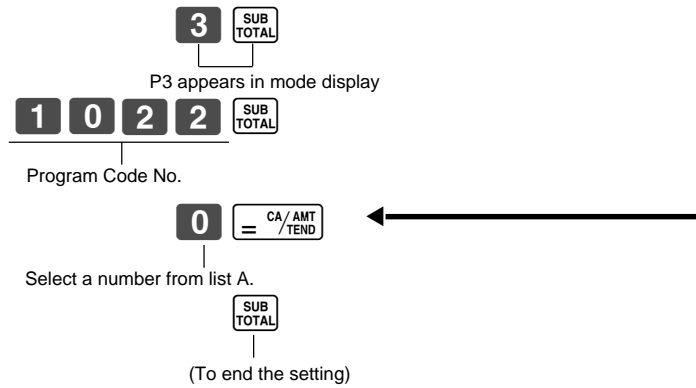 3 SUB TOTAL
P3 appears in mode display
1 0 2 2 SUB TOTAL
Program Code No.
0 = CA/AMT/TEND
Select a number from list A.
SUB TOTAL
(To end the setting)